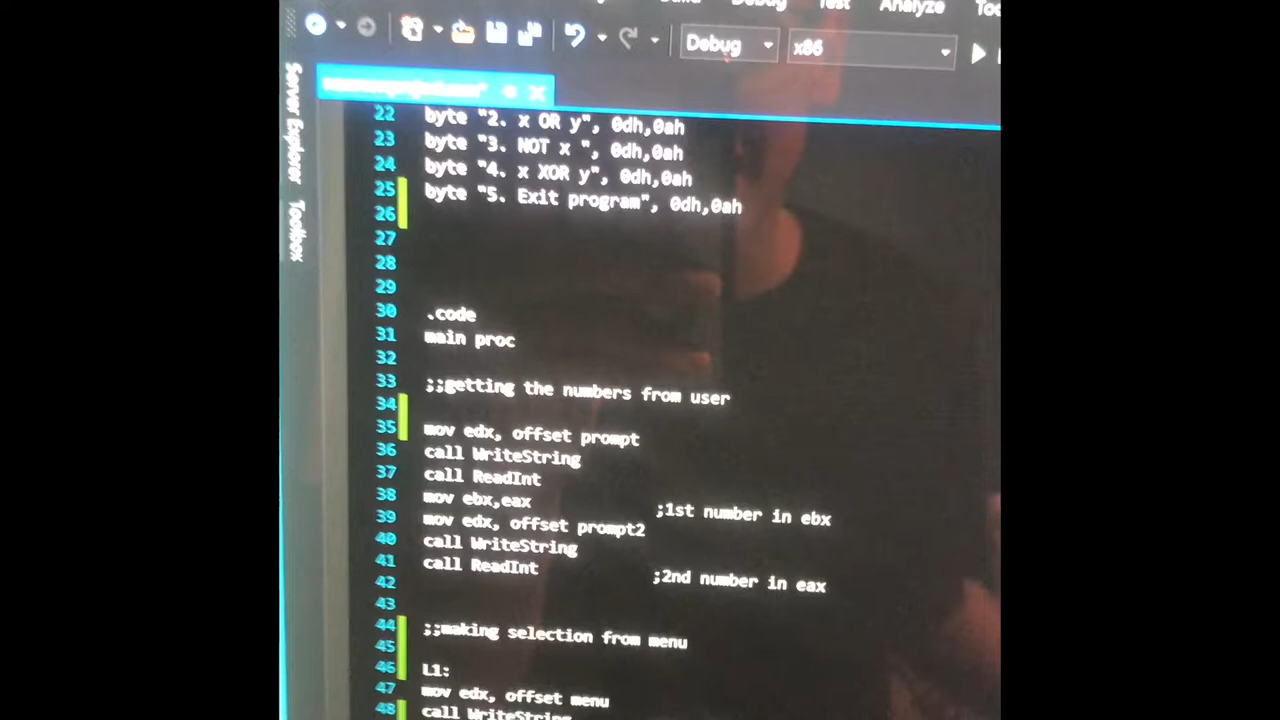 Debug Test Analyze
Debug x86
Server Explorer
Toolbox
22 byte "2. x OR y", 0dh,0ah
23 byte "3. NOT x ", 0dh,0ah
24 byte "4. x XOR y", 0dh,0ah
25 byte "5. Exit program", 0dh,0ah
26
27
28
29
30 .code
31 main proc
32
33 ;;getting the numbers from user
34
35 mov edx, offset prompt
36 call WriteString
37 call ReadInt
38 mov ebx,eax ;1st number in ebx
39 mov edx, offset prompt2
40 call WriteString
41 call ReadInt ;2nd number in eax
42
43
44 ;;making selection from menu
45
46 L1:
47 mov edx, offset menu
48 call WriteString